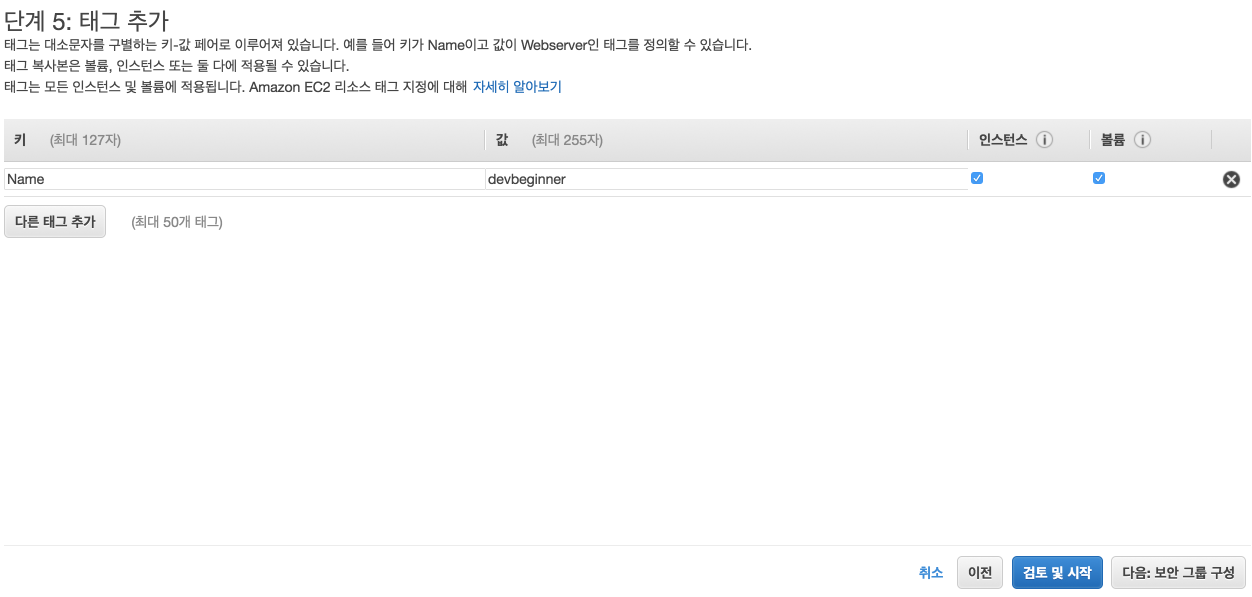 단계 5: 태그 추가
태그는 대소문자를 구별하는 키-값 페어로 이루어져 있습니다. 예를 들어 키가 Name이고 값이 Webserver인 태그를 정의할 수 있습니다.
태그 복사본은 볼륨, 인스턴스 또는 둘 다에 적용될 수 있습니다.
태그는 모든 인스턴스 및 볼륨에 적용됩니다. Amazon EC2 리소스 태그 지정에 대해 자세히 알아보기
키 (최대 127자) 값 (최대 255자) 인스턴스 i 볼륨 i
Name devbeginner
다른 태그 추가 (최대 50개 태그)
취소 이전 검토 및 시작 다음: 보안 그룹 구성